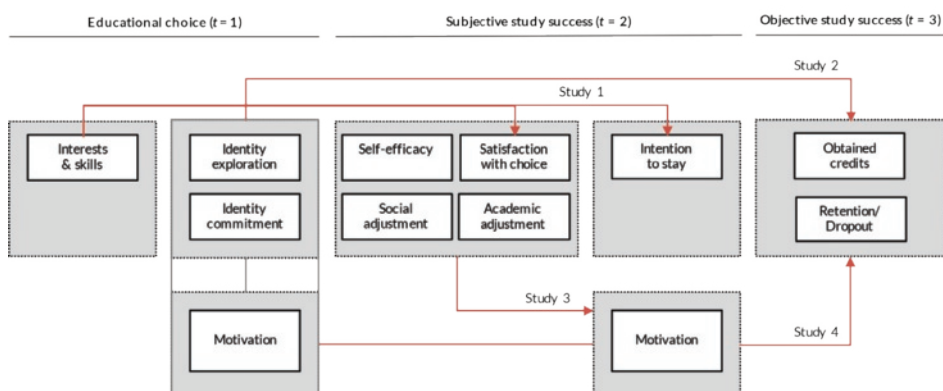 Educational choice (t = 1)
Subjective study success (t = 2)
Objective study success (t = 3)
Study 2
Study 1
Interests
& skills
Identity
exploration
Self-efficacy
Satisfaction
with choice
Intention
to stay
Obtained
credits
Identity
commitment
Social
adjustment
Academic
adjustment
Retention/
Dropout
Study 3
Motivation
Motivation
Study 4